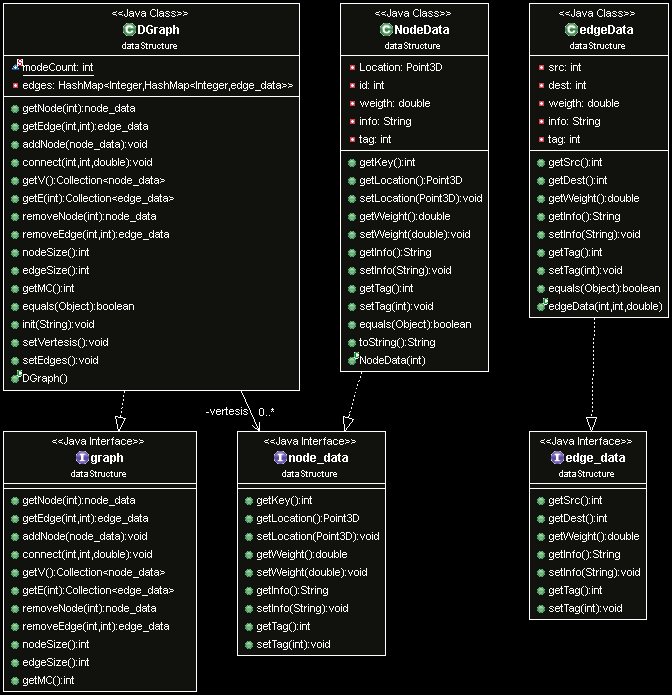 <<Java Class>>
DGraph
dataStructure
modeCount: int
edges: HashMap<Integer,HashMap<Integer,edge_data>>
getNode(int):node_data
getEdge(int,int):edge_data
addNode(node_data):void
connect(int,int,double):void
getV():Collection<node_data>
getE(int):Collection<edge_data>
removeNode(int):node_data
removeEdge(int,int):edge_data
nodeSize():int
edgeSize():int
getMC():int
equals(Object):boolean
init(String):void
setVertesis():void
setEdges():void
DGraph()
<<Java Class>>
NodeData
dataStructure
Location: Point3D
id: int
weigth: double
info: String
tag: int
getKey():int
getLocation():Point3D
setLocation(Point3D):void
getWeight():double
setWeight(double):void
getInfo():String
setInfo(String):void
getTag():int
setTag(int):void
equals(Object):boolean
toString():String
NodeData(int)
<<Java Class>>
edgeData
dataStructure
src: int
dest: int
weigth: double
info: String
tag: int
getSrc():int
getDest():int
getWeight():double
getInfo():String
setInfo(String):void
getTag():int
setTag(int):void
equals(Object):boolean
edgeData(int,int,double)
-vertesis 0..*
<<Java Interface>>
graph
dataStructure
getNode(int):node_data
getEdge(int,int):edge_data
addNode(node_data):void
connect(int,int,double):void
getV():Collection<node_data>
getE(int):Collection<edge_data>
removeNode(int):node_data
removeEdge(int,int):edge_data
nodeSize():int
edgeSize():int
getMC():int
<<Java Interface>>
node_data
dataStructure
getKey():int
getLocation():Point3D
setLocation(Point3D):void
getWeight():double
setWeight(double):void
getInfo():String
setInfo(String):void
getTag():int
setTag(int):void
<<Java Interface>>
edge_data
dataStructure
getSrc():int
getDest():int
getWeight():double
getInfo():String
setInfo(String):void
getTag():int
setTag(int):void